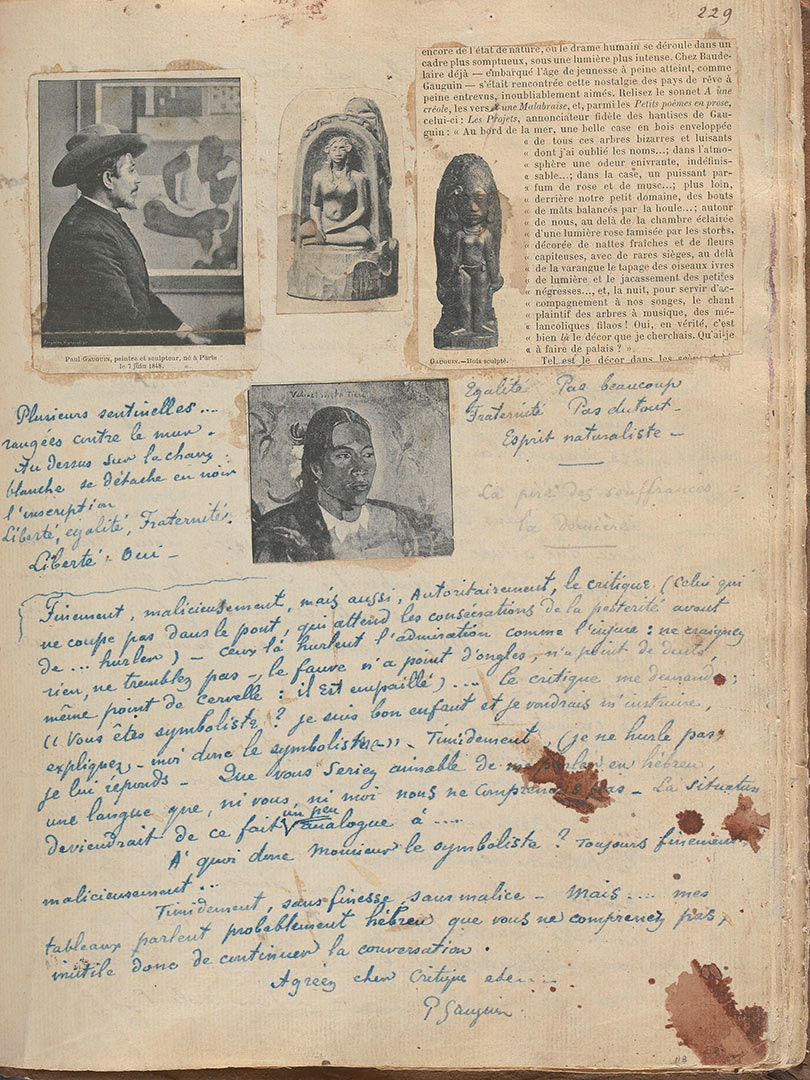 229
encore de l'état de nature, où le drame humain se déroule dans un
cadre plus somptueux, sous une lumière plus intense. Chez Baude-
laire déjà — embarqué l'âge de jeunesse à peine atteint, comme
Gauguin — s'était rencontrée cette nostalgie des pays de rêve à
peine entrevus, inoubliablement aimés. Relisez le sonnet A une
créole, les vers à une Malabraise, et, parmi les Petits poèmes en prose,
celui-ci : Les Projets, annonciateur fidèle des hantises de Gau-
guin : « Au bord de la mer, une belle case en bois enveloppée
« de tous ces arbres bizarres et luisants
« dont j'ai oublié les noms...; dans l'atmo-
« sphère une odeur enivrante, indéfinis-
« sable...; dans la case, un puissant par-
« fum de rose et de musc...; plus loin,
« derrière notre petit domaine, des bouts
« de mâts balancés par la houle...; autour
« de nous, au delà de la chambre éclairée
« d'une lumière rose tamisée par les stores,
« décorée de nattes fraîches et de fleurs
« capiteuses, avec de rares sièges, au delà
« de la varangue le tapage des oiseaux ivres
« de lumière et le jacassement des petites
« négresses..., et, la nuit, pour servir d'ac-
« compagnement à nos songes, le chant
« plaintif des arbres à musique, des mé-
« lancoliques filaos ! Oui, en vérité, c'est
« bien là le décor que je cherchais. Qu'ai-je
« à faire de palais ? »
Tel est le décor dans les
Paul Gauguin, peintre et sculpteur, né à Paris
le 7 juin 1848.
Gauguin. — Bois sculpté.
Plusieurs sentinelles ....
rangées contre le mur.
Au dessus sur la chaux
blanche se détache en noir
l'inscription
Liberté, egalité, Fraternité.
Liberté : Oui —
Egalité Pas beaucoup
Fraternité Pas du tout —
Esprit naturaliste —
La pire des souffrances
la dernière
Finement, malicieusement, mais aussi, Autoritairement, le critique (Celui qui
ne coupe pas dans le pont, qui attend les consécrations de la postérité avant
de ... hurler) — ceux là hurlent l'admiration comme l'injure : ne craignez
rien, ne tremblez pas —, le fauve n'a point d'ongles, n'a point de dents,
même point de cervelle : il est empaillé) .... Le critique me demande ;
(( Vous êtes symboliste ? je suis bon enfant et je voudrais m'instruire,
expliquez-moi donc le symboliste —)) — Timidement, (je ne hurle pas)
je lui réponds — Que vous seriez aimable de me parler en hébreu,
une langue que, ni vous, ni moi nous ne comprenons pas — La situation
deviendrait de ce fait un peu analogue à ....
A quoi donc Monsieur le symboliste ? Toujours finement
malicieusement ...
Timidement, sans finesse, sans malice — Mais .... mes
tableaux parlent probablement hébreu que vous ne comprenez pas,
inutile donc de continuer la conversation.
Agréez cher Critique etc....
P Gauguin.
118